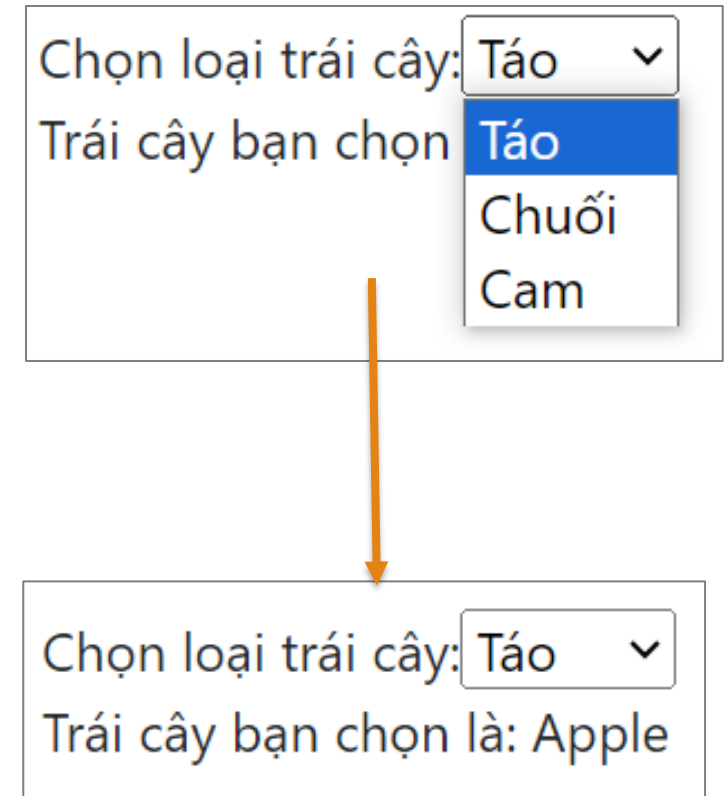 Chọn loại trái cây: Táo
Trái cây bạn chọn
Táo
Chuối
Cam
Chọn loại trái cây: Táo
Trái cây bạn chọn là: Apple